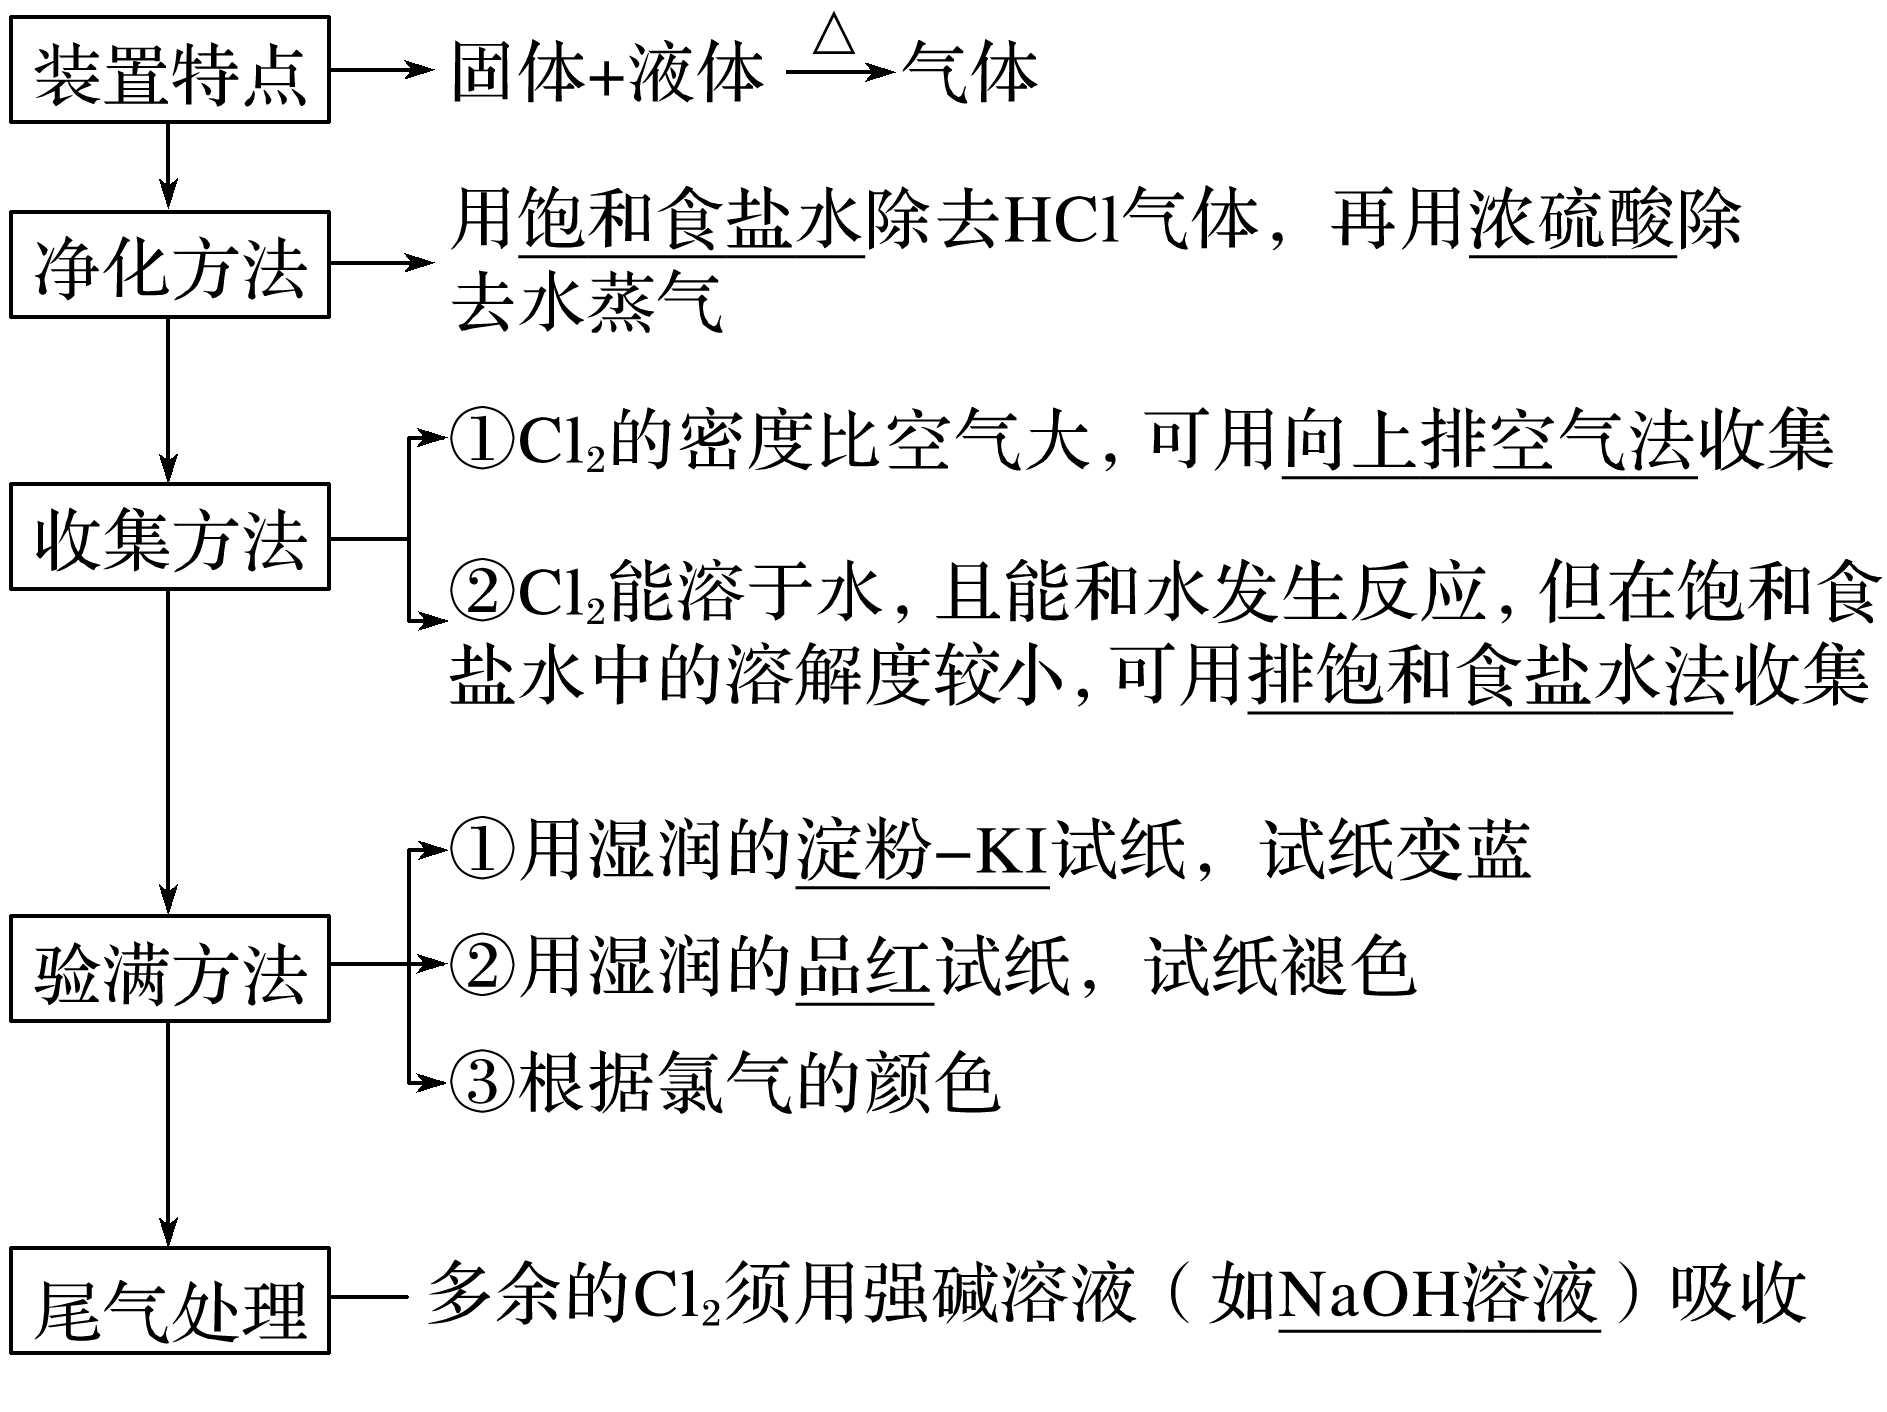 装置特点
固体+液体 △ 气体
净化方法
用饱和食盐水除去HCl气体，再用浓硫酸除
去水蒸气
收集方法
①Cl₂的密度比空气大，可用向上排空气法收集
②Cl₂能溶于水，且能和水发生反应，但在饱和食
盐水中的溶解度较小，可用排饱和食盐水法收集
验满方法
①用湿润的淀粉–KI试纸，试纸变蓝
②用湿润的品红试纸，试纸褪色
③根据氯气的颜色
尾气处理
多余的Cl₂须用强碱溶液（如NaOH溶液）吸收